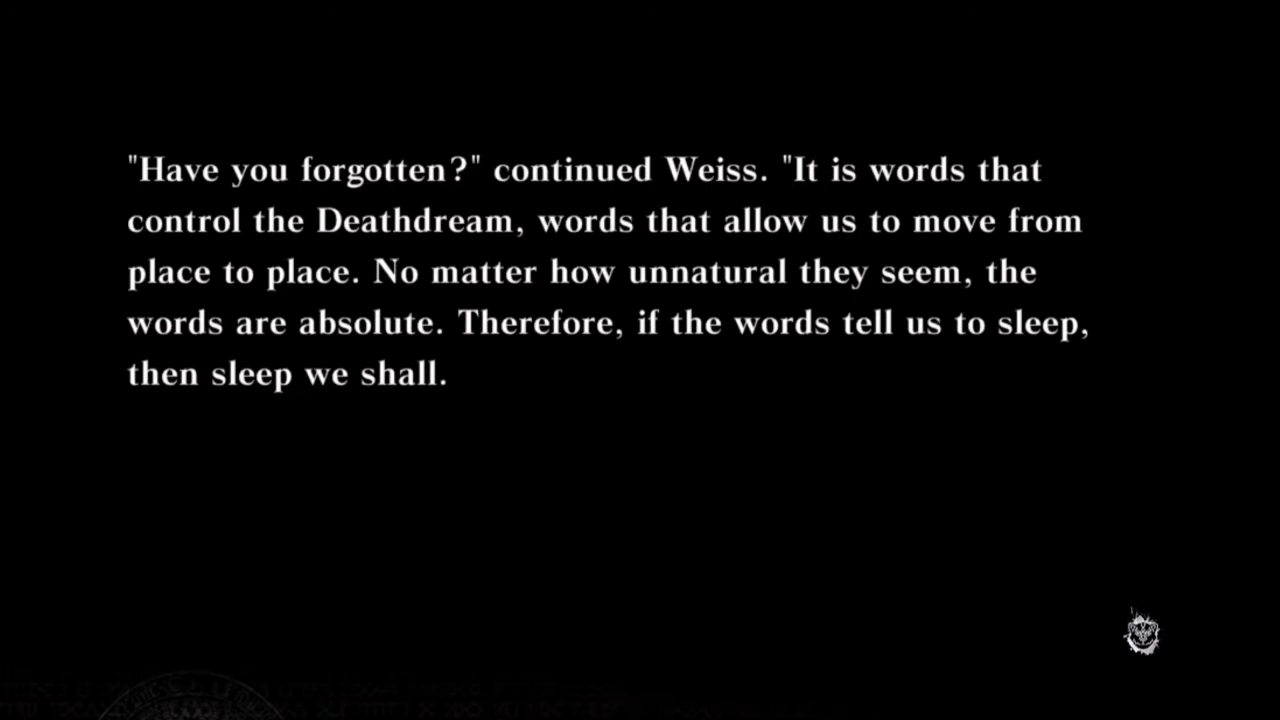 "Have you forgotten?" continued Weiss. "It is words that
control the Deathdream, words that allow us to move from
place to place. No matter how unnatural they seem, the
words are absolute. Therefore, if the words tell us to sleep,
then sleep we shall.